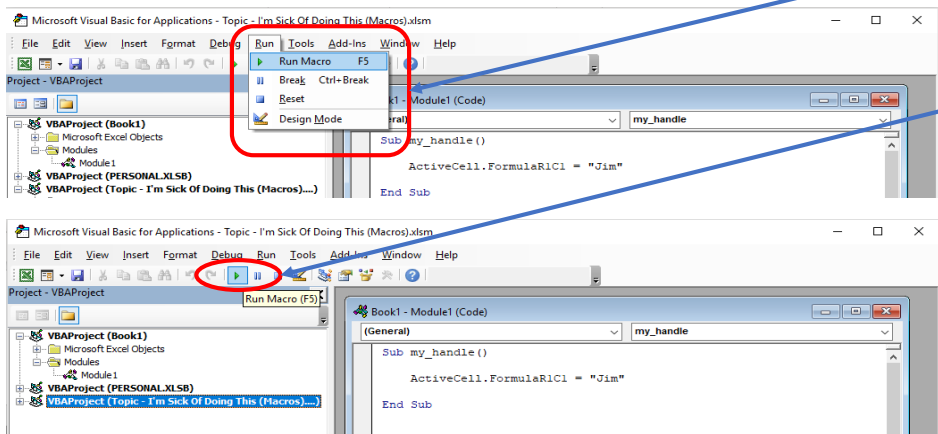 Microsoft Visual Basic for Applications - Topic - I'm Sick Of Doing This (Macros).xlsm
File Edit View Insert Format Debug Run Tools Add-Ins Window Help
Run Macro F5
Break Ctrl+Break
Reset
Design Mode
Project - VBAProject
VBAProject (Book1)
Microsoft Excel Objects
Modules
Module1
VBAProject (PERSONAL.XLSB)
VBAProject (Topic - I'm Sick Of Doing This (Macros)....)
- Module1 (Code)
my_handle
Sub my_handle()
ActiveCell.FormulaR1C1 = "Jim"
End Sub
Microsoft Visual Basic for Applications - Topic - I'm Sick Of Doing This (Macros).xlsm
File Edit View Insert Format Debug Run Tools Add-Ins Window Help
Run Macro (F5)
Project - VBAProject
VBAProject (Book1)
Microsoft Excel Objects
Modules
Module1
VBAProject (PERSONAL.XLSB)
VBAProject (Topic - I'm Sick Of Doing This (Macros)....)
Book1 - Module1 (Code)
(General) my_handle
Sub my_handle()
ActiveCell.FormulaR1C1 = "Jim"
End Sub